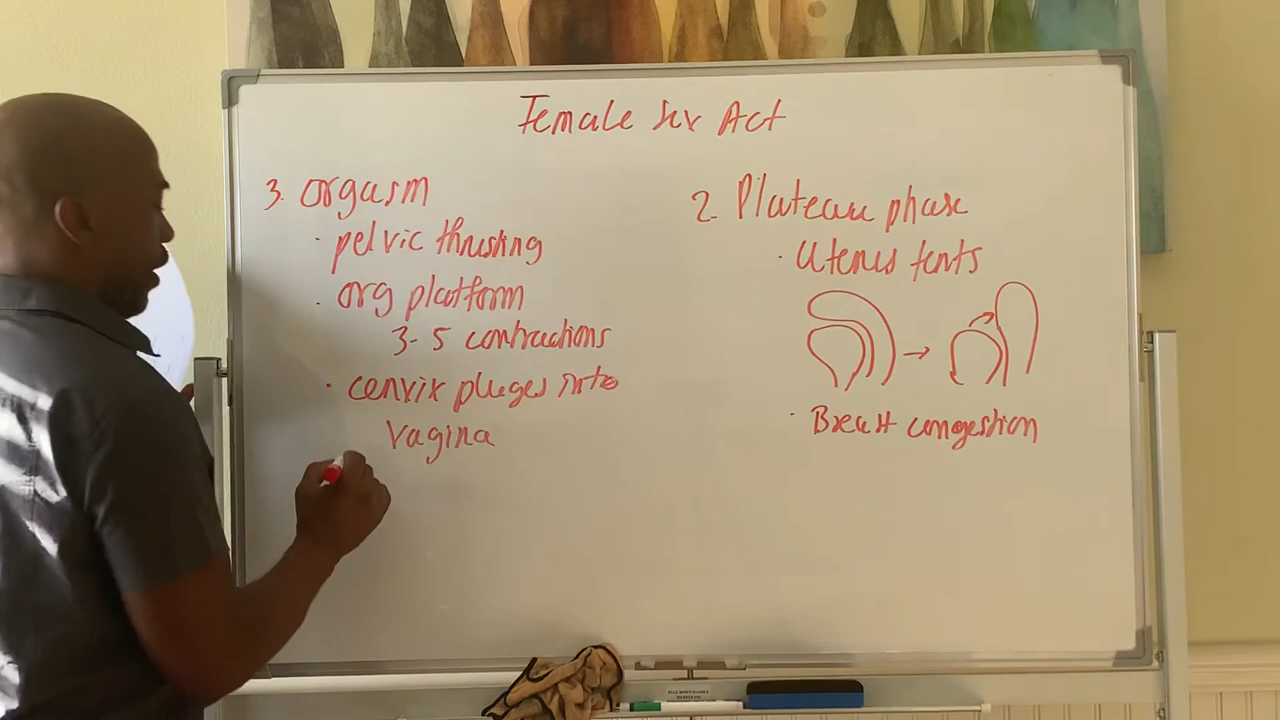 Female Sex Act
3. Orgasm
· pelvic thrusting
· org platform
3-5 contractions
· cervix pluges into
vagina
2. Plateau phase
· Uterus tents
· Breast congestion